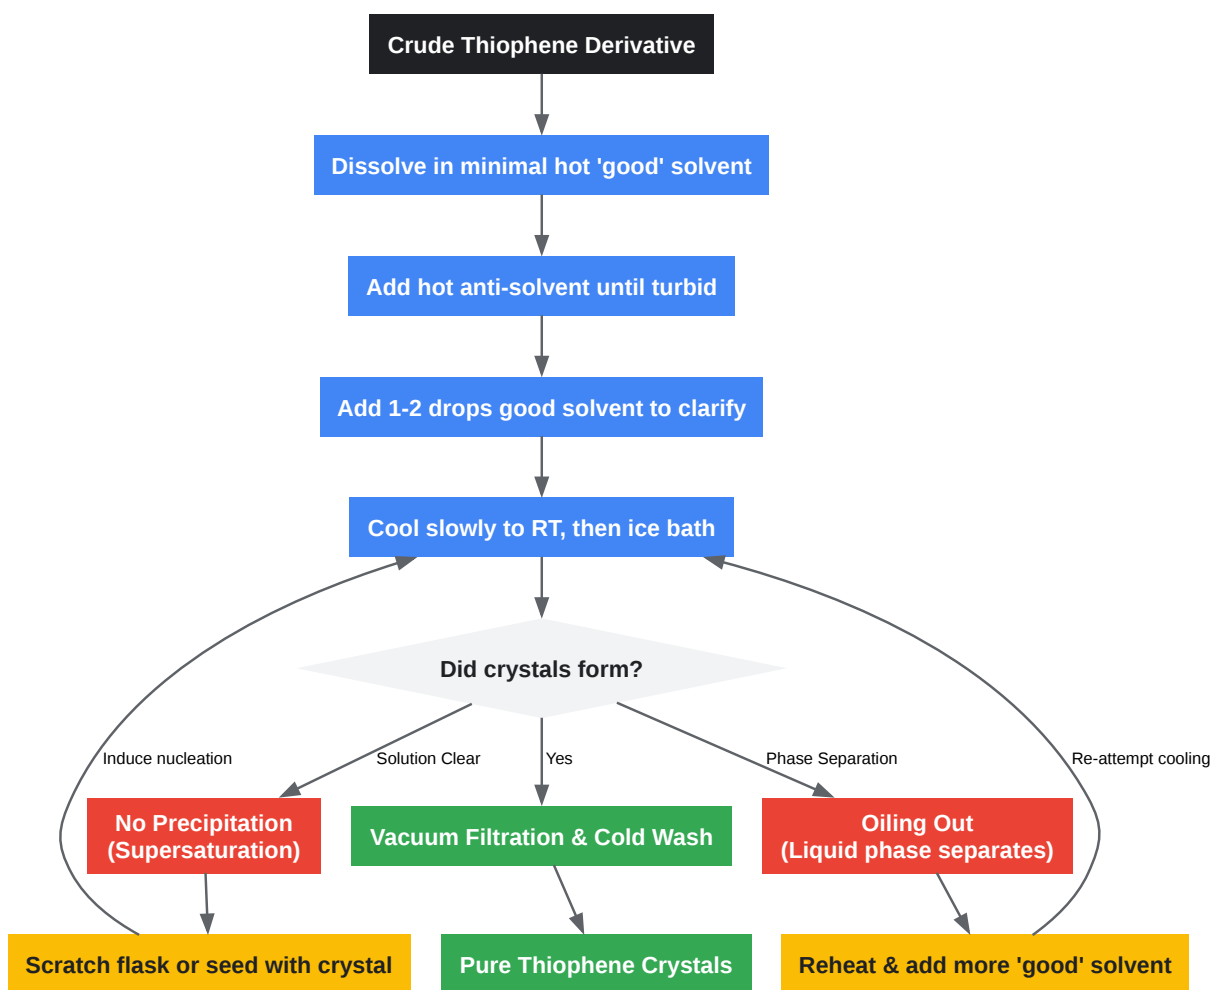 Crude Thiophene Derivative
Dissolve in minimal hot 'good' solvent
Add hot anti-solvent until turbid
Add 1-2 drops good solvent to clarify
Cool slowly to RT, then ice bath
Did crystals form?
Induce nucleation
Solution Clear
Yes
Phase Separation
Re-attempt cooling
No Precipitation
(Supersaturation)
Vacuum Filtration & Cold Wash
Oiling Out
(Liquid phase separates)
Scratch flask or seed with crystal
Pure Thiophene Crystals
Reheat & add more 'good' solvent